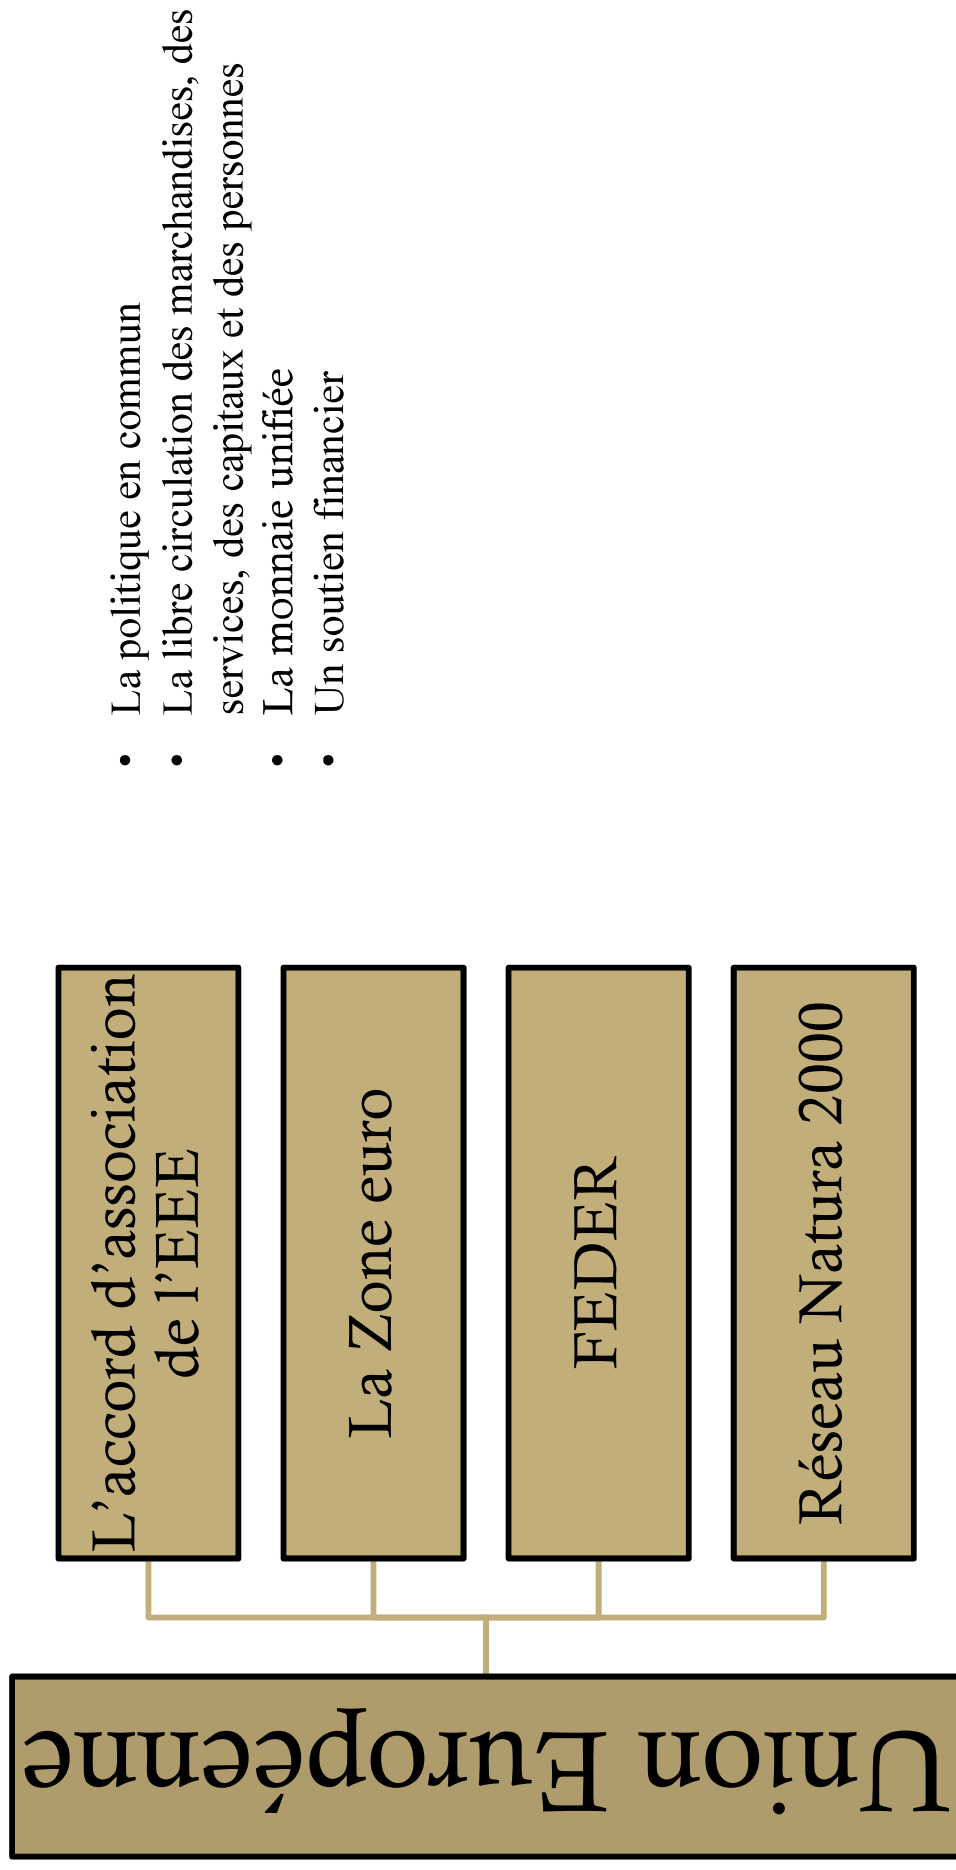 Union Européenne
L’accord d’association
de l’EEE
La Zone euro
FEDER
Réseau Natura 2000
• La politique en commun
• La libre circulation des marchandises, des
services, des capitaux et des personnes
• La monnaie unifiée
• Un soutien financier